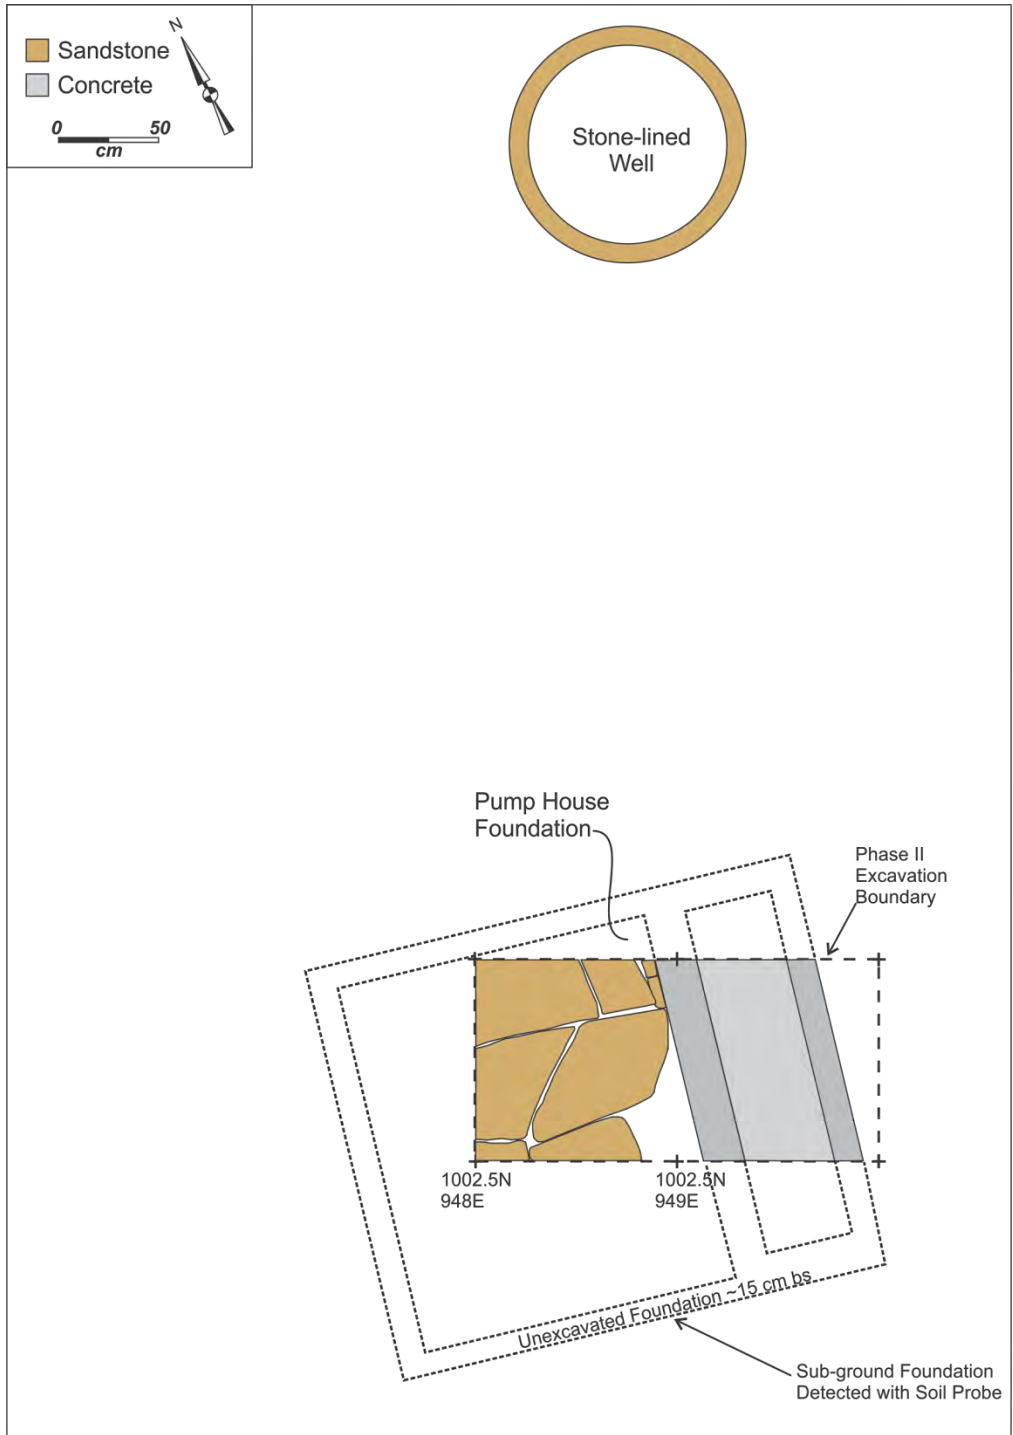 N
Sandstone
Concrete
0 50
cm
Stone-lined
Well
Pump House
Foundation
Phase II
Excavation
Boundary
1002.5N
948E
1002.5N
949E
Unexcavated Foundation ~15 cm bs
Sub-ground Foundation
Detected with Soil Probe